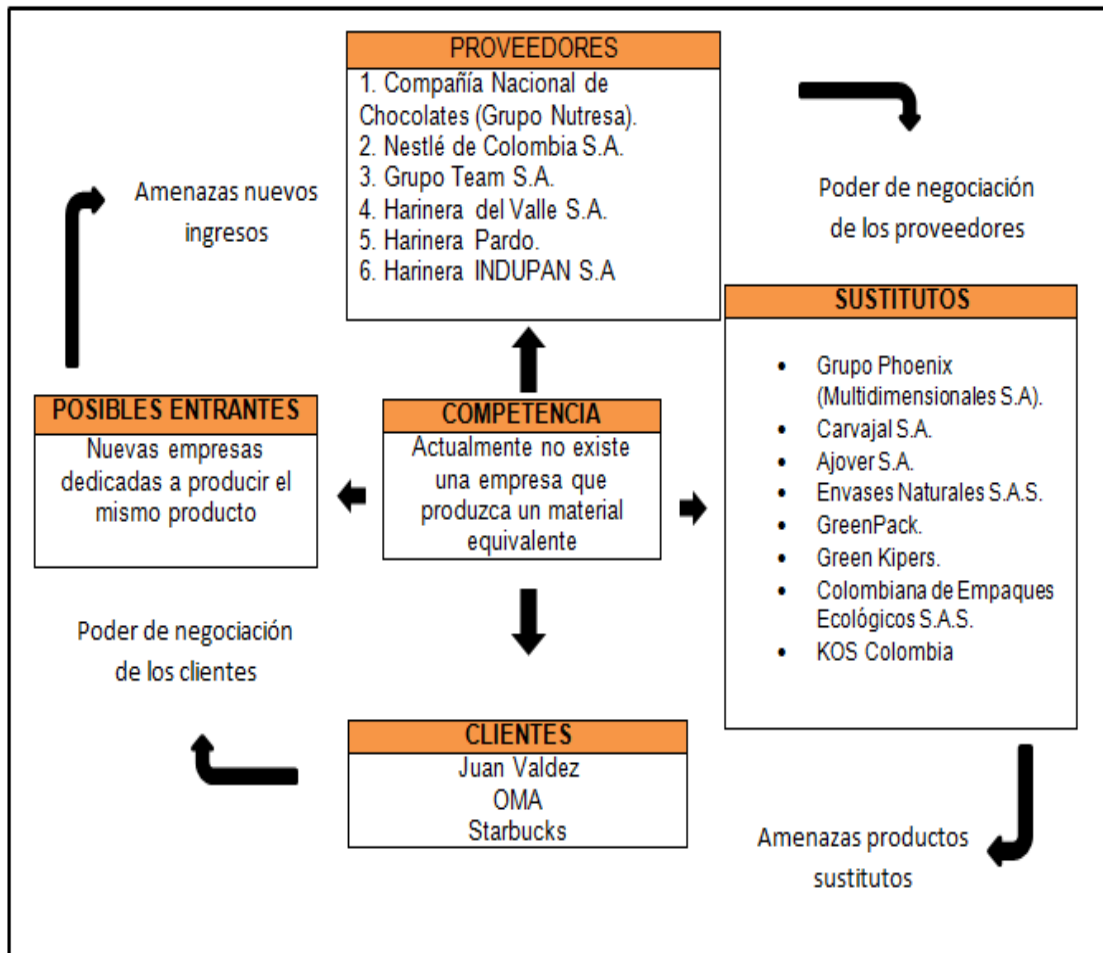 PROVEEDORES
1. Compañía Nacional de
Chocolates (Grupo Nutresa).
2. Nestlé de Colombia S.A.
3. Grupo Team S.A.
4. Harinera del Valle S.A.
5. Harinera Pardo.
6. Harinera INDUPAN S.A
Amenazas nuevos
ingresos
Poder de negociación
de los proveedores
SUSTITUTOS
• Grupo Phoenix
(Multidimensionales S.A).
• Carvajal S.A.
• Ajover S.A.
• Envases Naturales S.A.S.
• GreenPack.
• Green Kipers.
• Colombiana de Empaques
Ecológicos S.A.S.
• KOS Colombia
POSIBLES ENTRANTES
Nuevas empresas
dedicadas a producir el
mismo producto
COMPETENCIA
Actualmente no existe
una empresa que
produzca un material
equivalente
Poder de negociación
de los clientes
CLIENTES
Juan Valdez
OMA
Starbucks
Amenazas productos
sustitutos